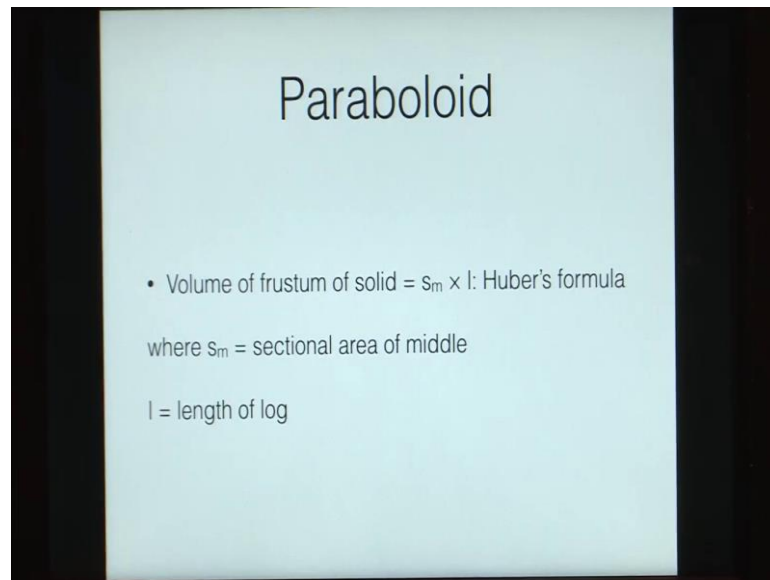 Paraboloid
• Volume of frustum of solid = sm × l: Huber's formula
where sm = sectional area of middle
l = length of log